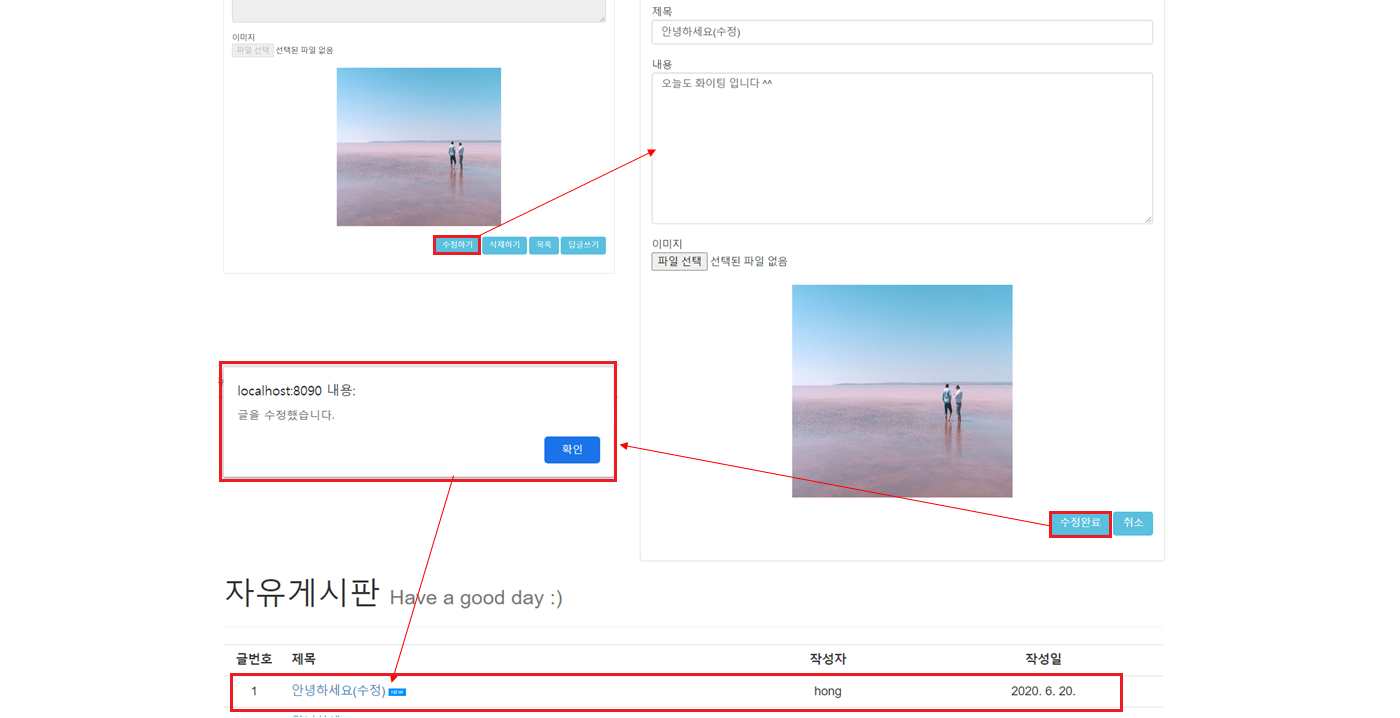 이미지
파일 선택 선택된 파일 없음
수정하기 삭제하기 목록 답글쓰기
제목
안녕하세요(수정)
내용
오늘도 화이팅 입니다 ^^
이미지
파일 선택 선택된 파일 없음
수정완료 취소
localhost:8090 내용:
글을 수정했습니다.
확인
자유게시판 Have a good day :)
글번호 제목 작성자 작성일
1 안녕하세요(수정) NEW hong 2020. 6. 20.